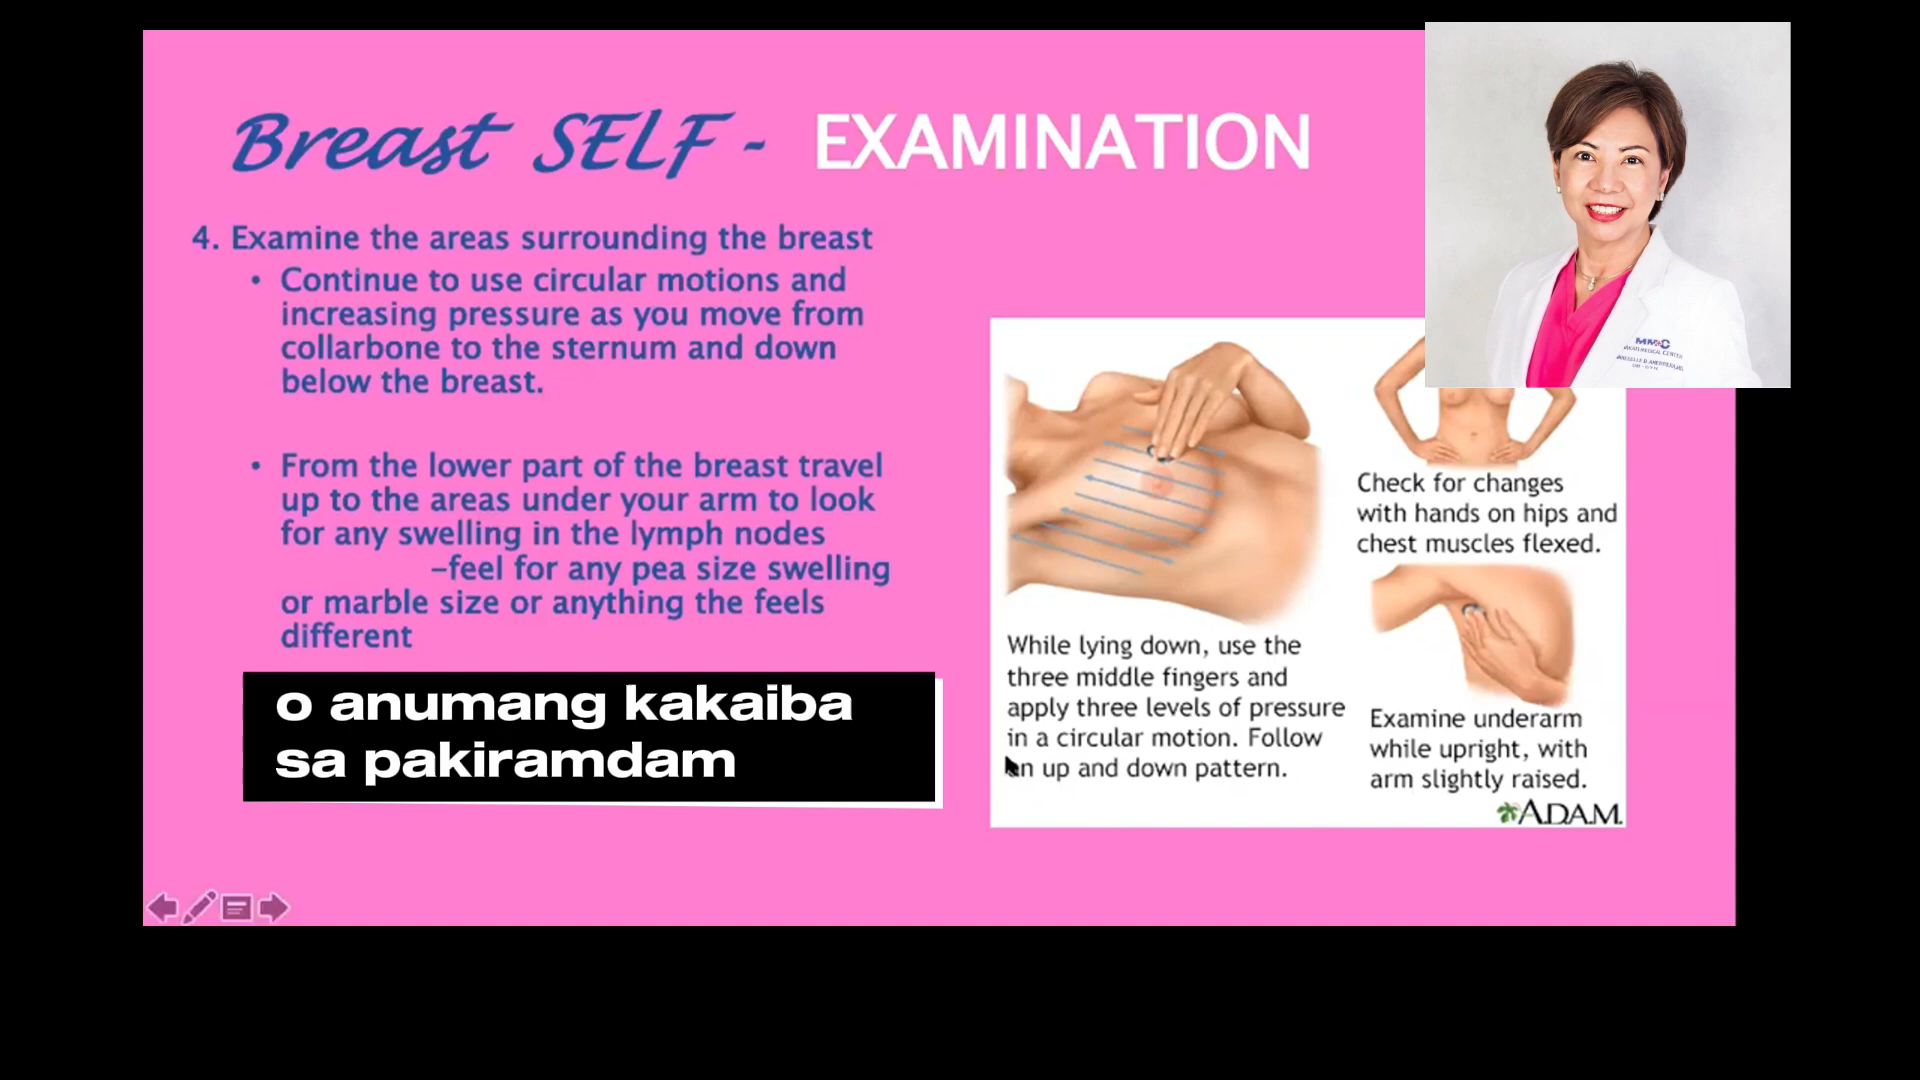 Breast SELF - EXAMINATION
4. Examine the areas surrounding the breast
• Continue to use circular motions and
increasing pressure as you move from
collarbone to the sternum and down
below the breast.
• From the lower part of the breast travel
up to the areas under your arm to look
for any swelling in the lymph nodes
–feel for any pea size swelling
or marble size or anything the feels
different
o anumang kakaiba
sa pakiramdam
While lying down, use the
three middle fingers and
apply three levels of pressure
in a circular motion. Follow
an up and down pattern.
Check for changes
with hands on hips and
chest muscles flexed.
Examine underarm
while upright, with
arm slightly raised.
A.D.A.M.
MMC
MAKATI MEDICAL CENTER
OB - GYN